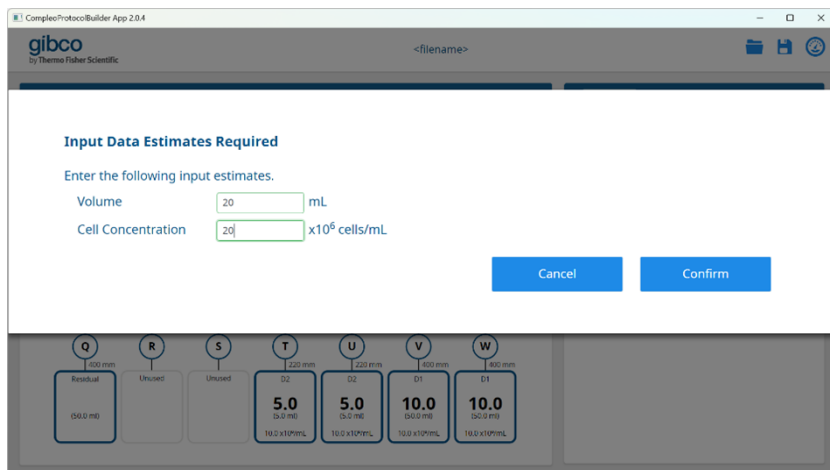 CompleoProtocolBuilder App 2.0.4
gibco
by Thermo Fisher Scientific
<filename>
Input Data Estimates Required
Enter the following input estimates.
Volume 20 mL
Cell Concentration 20 x10⁶ cells/mL
Cancel Confirm
Q R S T U V W
400 mm 220 mm 220 mm 400 mm 400 mm
Residual Unused Unused D2 D2 D1 D1
5.0 5.0 10.0 10.0
(50.0 ml) (5.0 ml) (5.0 ml) (50.0 ml) (50.0 ml)
10.0 x10⁶/mL 10.0 x10⁶/mL 10.0 x10⁶/mL 10.0 x10⁶/mL